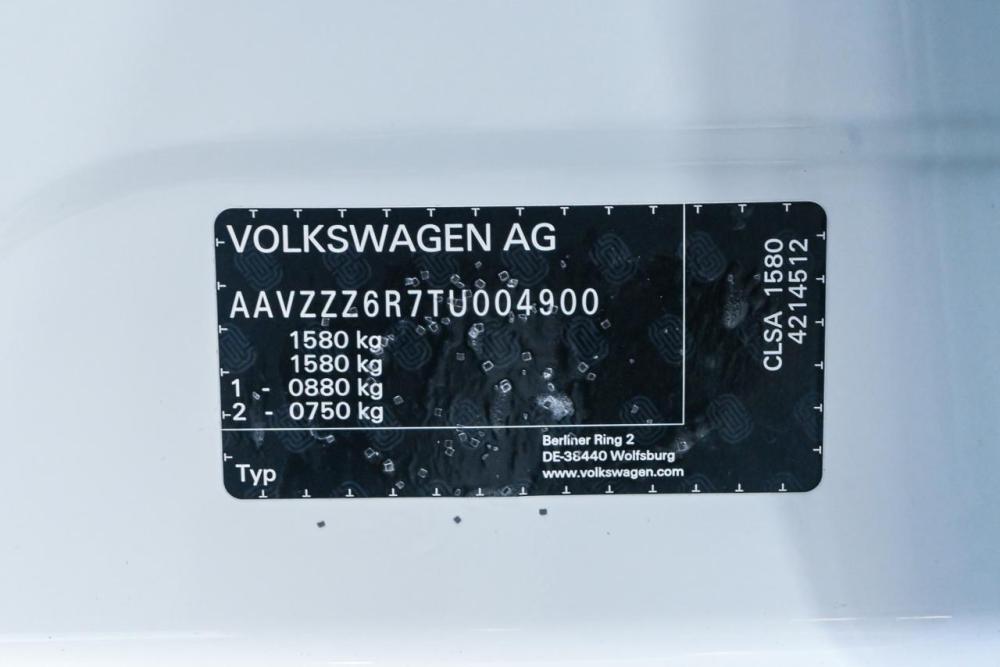 VOLKSWAGEN AG
AAVZZZ6R7TU004900
1580 kg
1580 kg
1 - 0880 kg
2 - 0750 kg
Typ
Berliner Ring 2
DE-38440 Wolfsburg
www.volkswagen.com
CLSA 1580
4214512